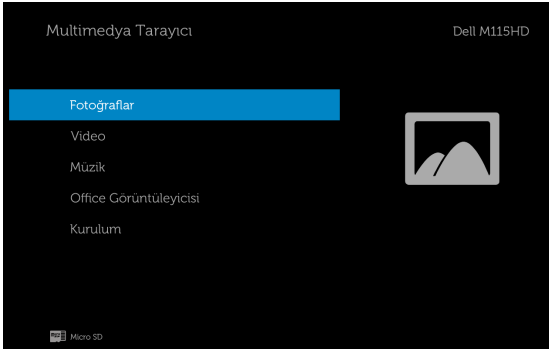 Multimedya Tarayıcı
Dell M115HD
Fotoğraflar
Video
Müzik
Office Görüntüleyicisi
Kurulum
Micro SD